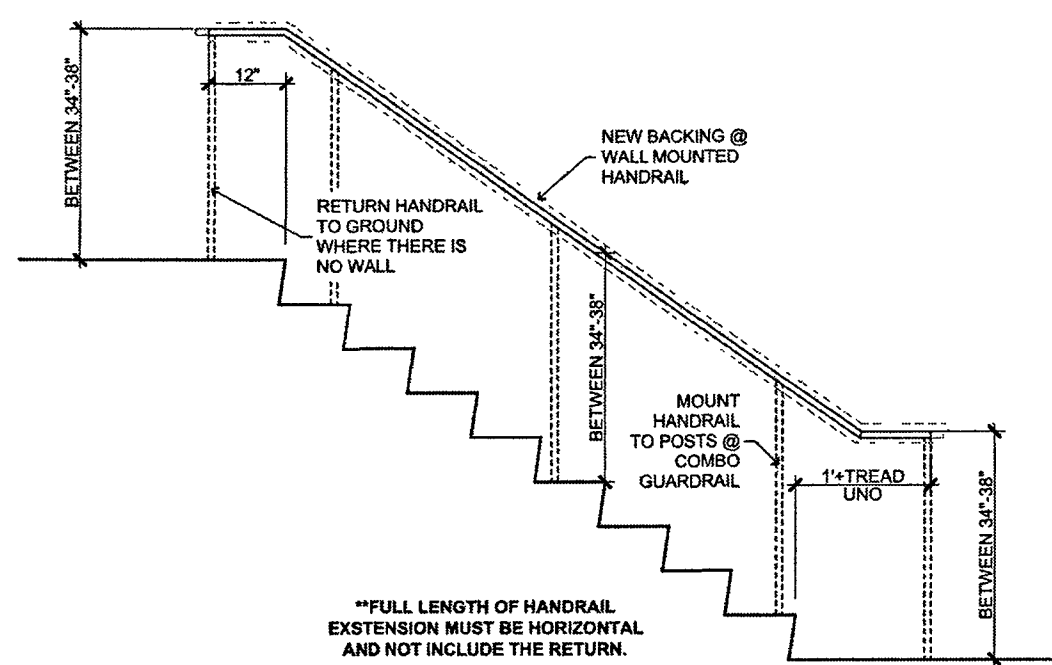 BETWEEN 34"-38"
12"
NEW BACKING @
WALL MOUNTED
HANDRAIL
RETURN HANDRAIL
TO GROUND
WHERE THERE IS
NO WALL
BETWEEN 34"-38"
MOUNT
HANDRAIL
TO POSTS @
COMBO
GUARDRAIL
1'+TREAD
UNO
BETWEEN 34"-38"
**FULL LENGTH OF HANDRAIL
EXSTENSION MUST BE HORIZONTAL
AND NOT INCLUDE THE RETURN.